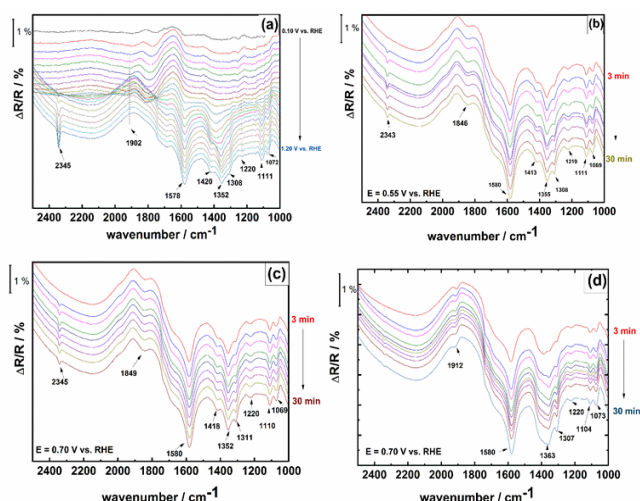 1 %
(a)
0.10 V vs. RHE
ΔR/R / %
2345
1902
1.20 V vs. RHE
1578
1420
1352
1308
1220
1111
1072
2400 2200 2000 1800 1600 1400 1200 1000
wavenumber / cm-1
1 %
(b)
3 min
ΔR/R / %
2343
1846
1580
1413
1355
1308
1219
1111
1069
30 min
E = 0.55 V vs. RHE
2400 2200 2000 1800 1600 1400 1200 1000
wavenumber / cm-1
1 %
(c)
3 min
ΔR/R / %
2345
1849
1580
1418
1352
1311
1220
1110
1069
30 min
E = 0.70 V vs. RHE
2400 2200 2000 1800 1600 1400 1200 1000
wavenumber / cm-1
1 %
(d)
3 min
ΔR/R / %
1912
1580
1363
1307
1220
1104
1073
30 min
E = 0.70 V vs. RHE
2400 2200 2000 1800 1600 1400 1200 1000
wavenumber / cm-1